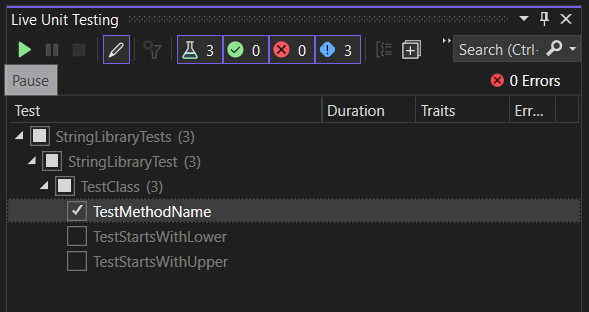 Live Unit Testing
3 0 0 3 Search (Ctrl-
Pause 0 Errors
Test Duration Traits Err...
StringLibraryTests (3)
StringLibraryTest (3)
TestClass (3)
TestMethodName
TestStartsWithLower
TestStartsWithUpper